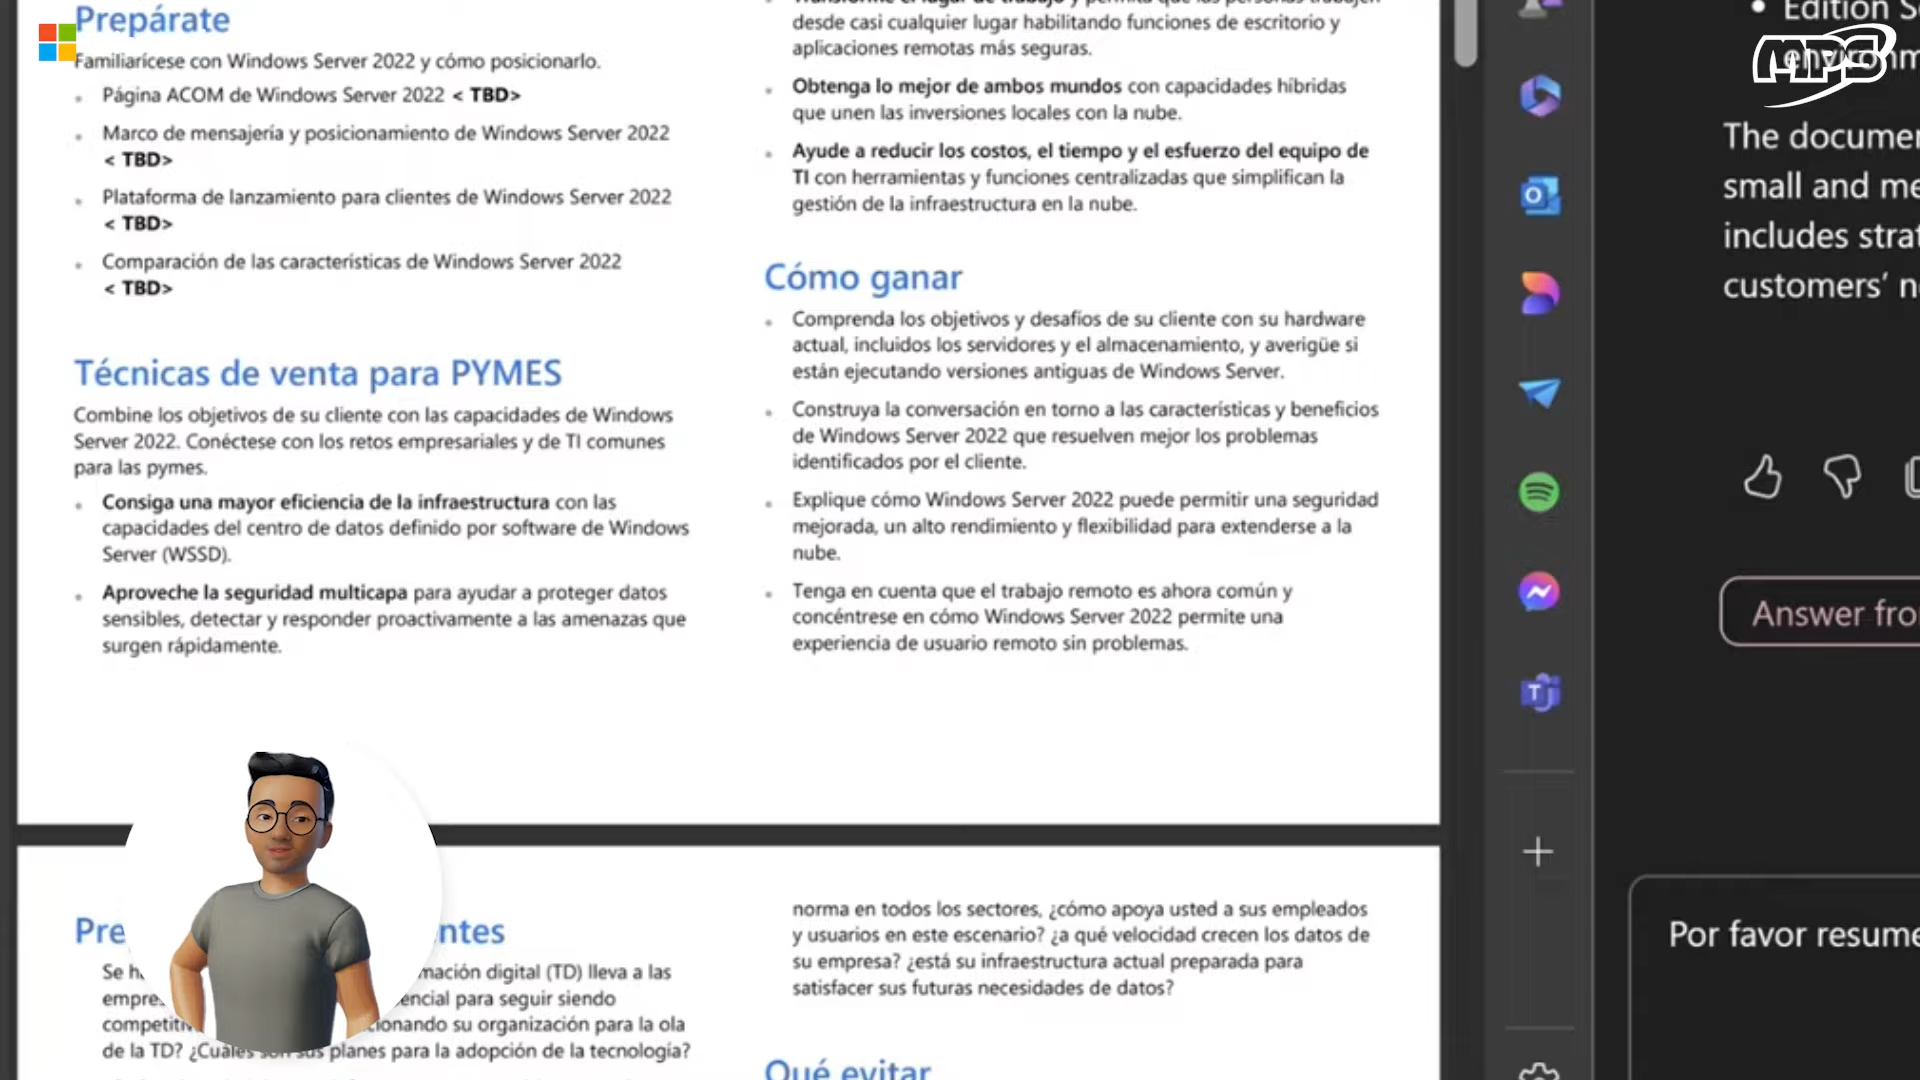 Prepárate
Familiarícese con Windows Server 2022 y cómo posicionarlo.
Página ACOM de Windows Server 2022 < TBD>
Marco de mensajería y posicionamiento de Windows Server 2022
< TBD>
Plataforma de lanzamiento para clientes de Windows Server 2022
< TBD>
Comparación de las características de Windows Server 2022
< TBD>
Técnicas de venta para PYMES
Combine los objetivos de su cliente con las capacidades de Windows
Server 2022. Conéctese con los retos empresariales y de TI comunes
para las pymes.
Consiga una mayor eficiencia de la infraestructura con las
capacidades del centro de datos definido por software de Windows
Server (WSSD).
Aproveche la seguridad multicapa para ayudar a proteger datos
sensibles, detectar y responder proactivamente a las amenazas que
surgen rápidamente.
desde casi cualquier lugar habilitando funciones de escritorio y
aplicaciones remotas más seguras.
Obtenga lo mejor de ambos mundos con capacidades híbridas
que unen las inversiones locales con la nube.
Ayude a reducir los costos, el tiempo y el esfuerzo del equipo de
TI con herramientas y funciones centralizadas que simplifican la
gestión de la infraestructura en la nube.
Cómo ganar
Comprenda los objetivos y desafíos de su cliente con su hardware
actual, incluidos los servidores y el almacenamiento, y averigüe si
están ejecutando versiones antiguas de Windows Server.
Construya la conversación en torno a las características y beneficios
de Windows Server 2022 que resuelven mejor los problemas
identificados por el cliente.
Explique cómo Windows Server 2022 puede permitir una seguridad
mejorada, un alto rendimiento y flexibilidad para extenderse a la
nube.
Tenga en cuenta que el trabajo remoto es ahora común y
concéntrese en cómo Windows Server 2022 permite una
experiencia de usuario remoto sin problemas.
Pre ntes
Se h mación digital (TD) lleva a las
empre encial para seguir siendo
competitiv cionando su organización para la ola
de la TD? ¿Cuáles son sus planes para la adopción de la tecnología?
norma en todos los sectores, ¿cómo apoya usted a sus empleados
y usuarios en este escenario? ¿a qué velocidad crecen los datos de
su empresa? ¿está su infraestructura actual preparada para
satisfacer sus futuras necesidades de datos?
Qué evitar
Edition Se
environm
MPS
The documen
small and me
includes strat
customers' n
Answer fro
Por favor resume